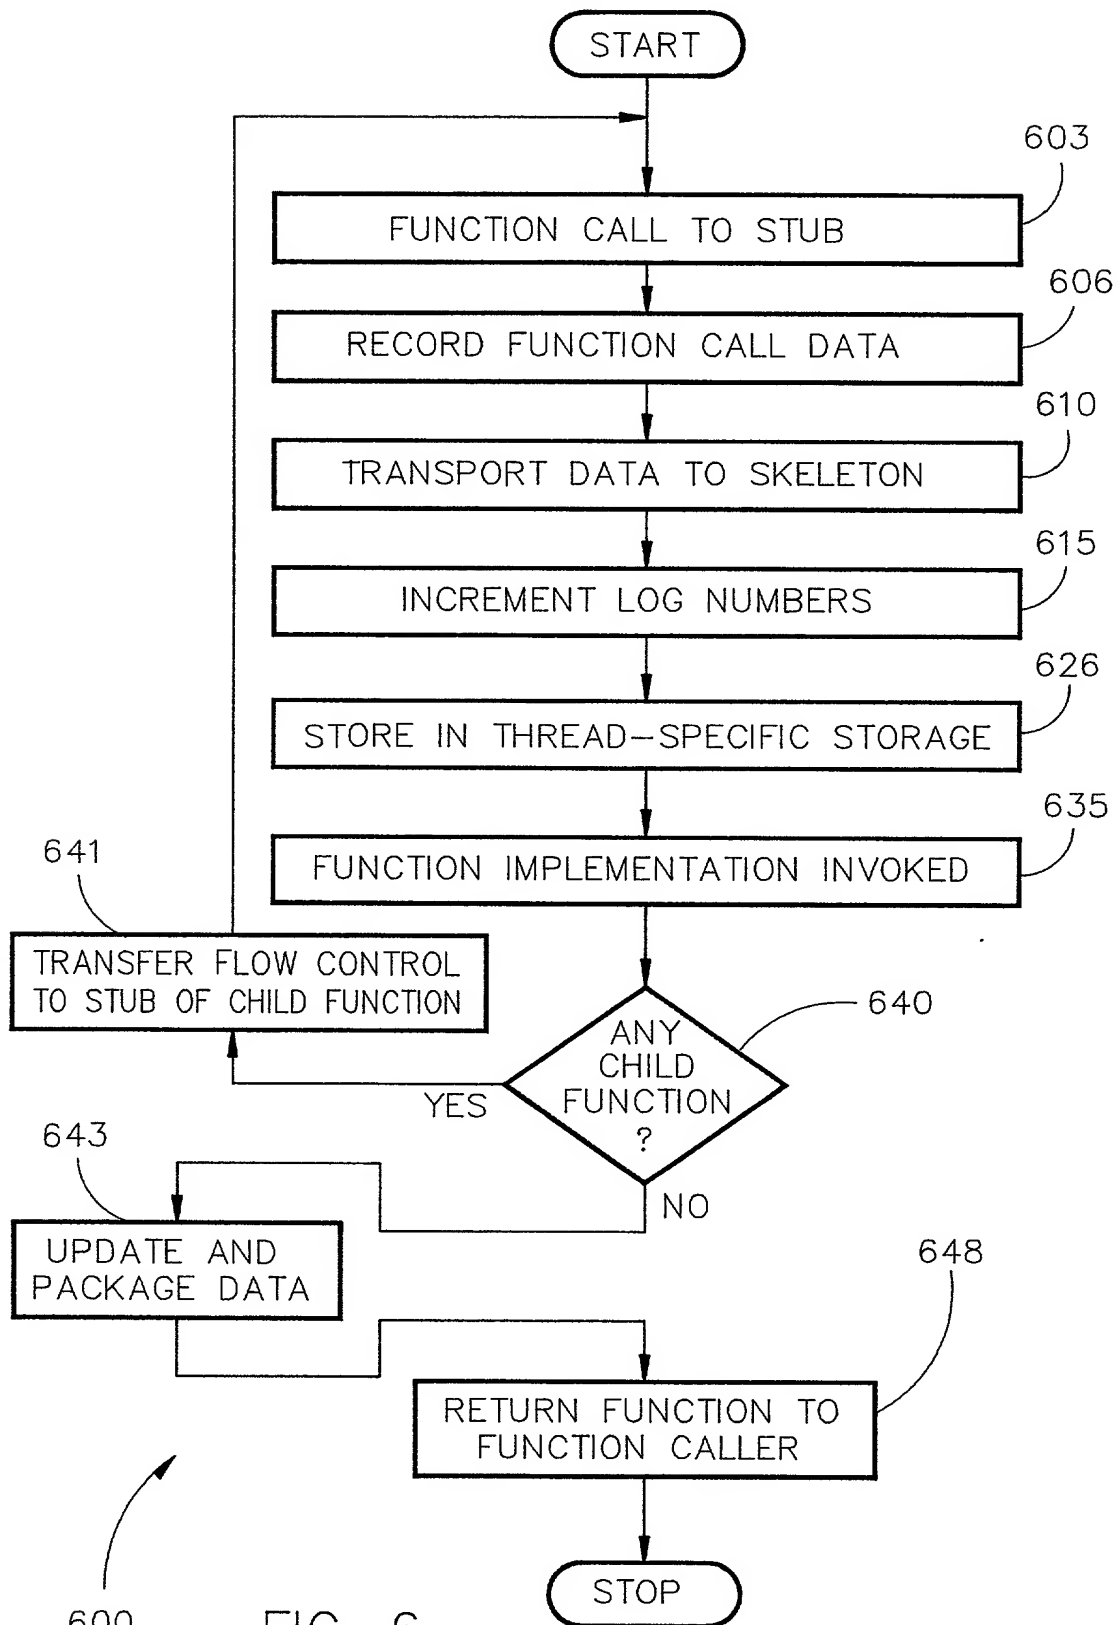 START
603
FUNCTION CALL TO STUB
606
RECORD FUNCTION CALL DATA
610
TRANSPORT DATA TO SKELETON
615
INCREMENT LOG NUMBERS
626
STORE IN THREAD-SPECIFIC STORAGE
635
FUNCTION IMPLEMENTATION INVOKED
641
TRANSFER FLOW CONTROL
TO STUB OF CHILD FUNCTION
640
ANY
CHILD
FUNCTION
?
YES
NO
643
UPDATE AND
PACKAGE DATA
648
RETURN FUNCTION TO
FUNCTION CALLER
STOP
600
FIG. 6